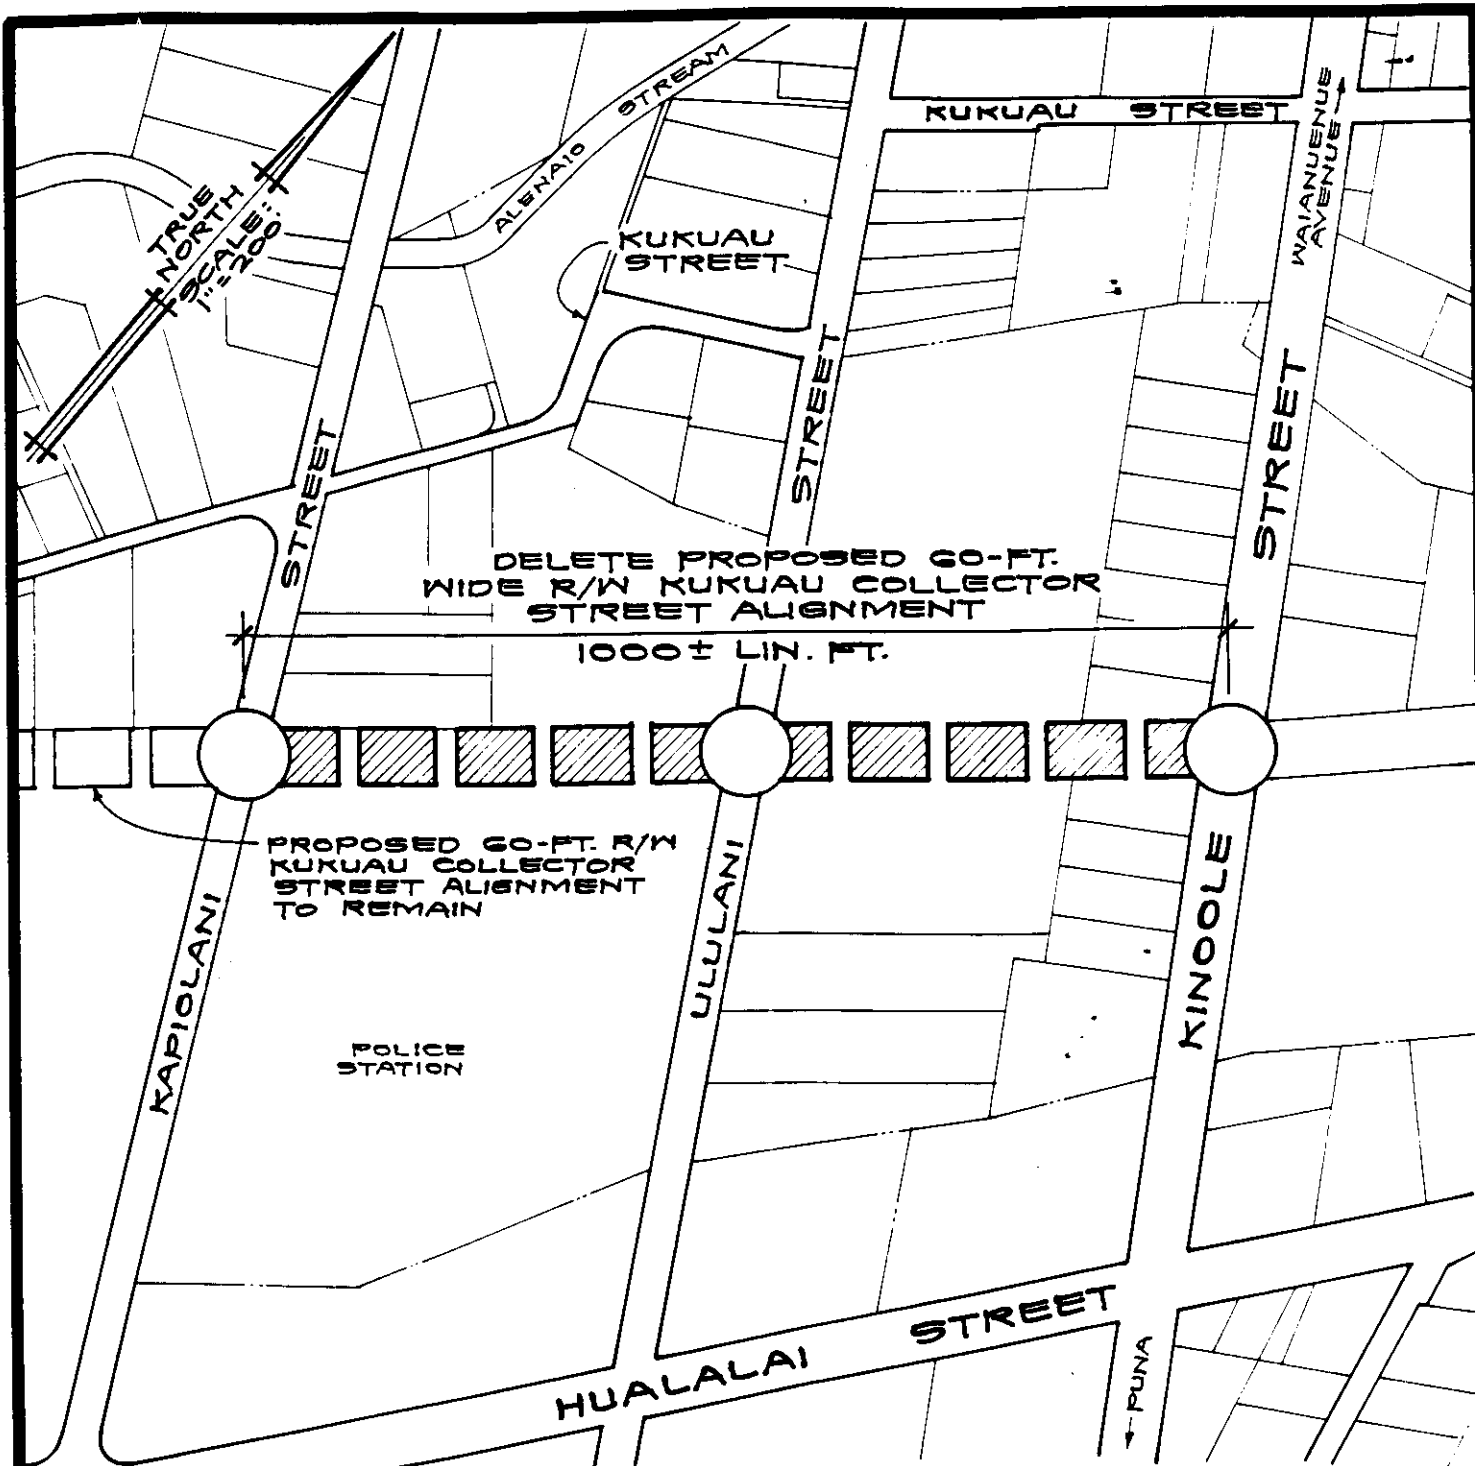 KUKUAU STREET
WAIANUENUE
AVENUE
ALENAIO STREAM
TRUE
NORTH
SCALE:
1"=200'
KUKUAU
STREET
STREET
STREET
STREET
DELETE PROPOSED 60-FT.
WIDE R/W KUKUAU COLLECTOR
STREET ALIGNMENT
1000± LIN. FT.
PROPOSED 60-FT. R/W
KUKUAU COLLECTOR
STREET ALIGNMENT
TO REMAIN
KAPIOLANI
ULULANI
KINOOLE
POLICE
STATION
HUALALAI STREET
PUNA